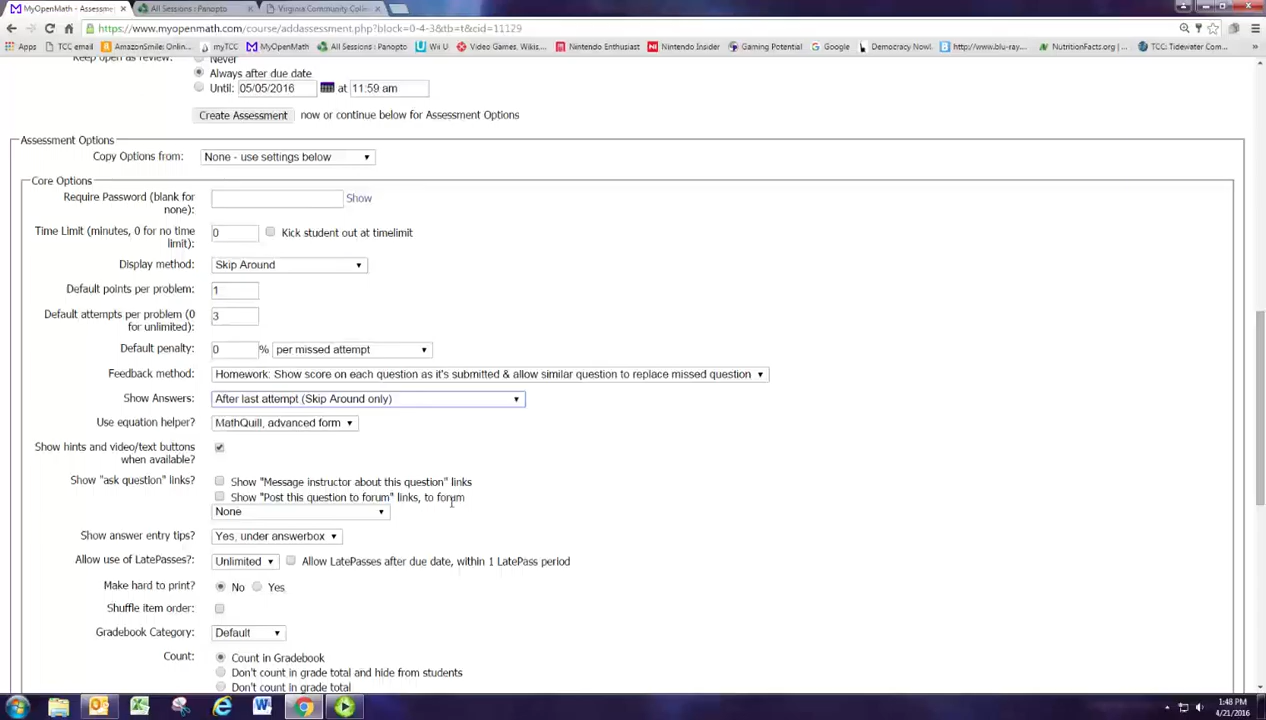 MyOpenMath - Assessme
All Sessions : Panopto
Virginia Community Coll
https://www.myopenmath.com/course/addassessment.php?block=0-4-3&tb=t&cid=11129
Apps TCC email AmazonSmile: Onlin... myTCC MyOpenMath All Sessions : Panopto Wii U Video Games, Wikis... Nintendo Enthusiast Nintendo Insider Gaming Potential Google Democracy Now!. http://www.blu-ray... NutritionFacts.org |... TCC: Tidewater Com...
Keep open as review: Never
Always after due date
Until: 05/05/2016 at 11:59 am
Create Assessment now or continue below for Assessment Options
Assessment Options
Copy Options from: None - use settings below
Core Options
Require Password (blank for Show
none):
Time Limit (minutes, 0 for no time 0 Kick student out at timelimit
limit):
Display method: Skip Around
Default points per problem: 1
Default attempts per problem (0 3
for unlimited):
Default penalty: 0 % per missed attempt
Feedback method: Homework: Show score on each question as it's submitted & allow similar question to replace missed question
Show Answers: After last attempt (Skip Around only)
Use equation helper? MathQuill, advanced form
Show hints and video/text buttons
when available?
Show "ask question" links? Show "Message instructor about this question" links
Show "Post this question to forum" links, to forum
None
Show answer entry tips? Yes, under answerbox
Allow use of LatePasses?: Unlimited Allow LatePasses after due date, within 1 LatePass period
Make hard to print? No Yes
Shuffle item order:
Gradebook Category: Default
Count: Count in Gradebook
Don't count in grade total and hide from students
Don't count in grade total
1:48 PM
4/21/2016